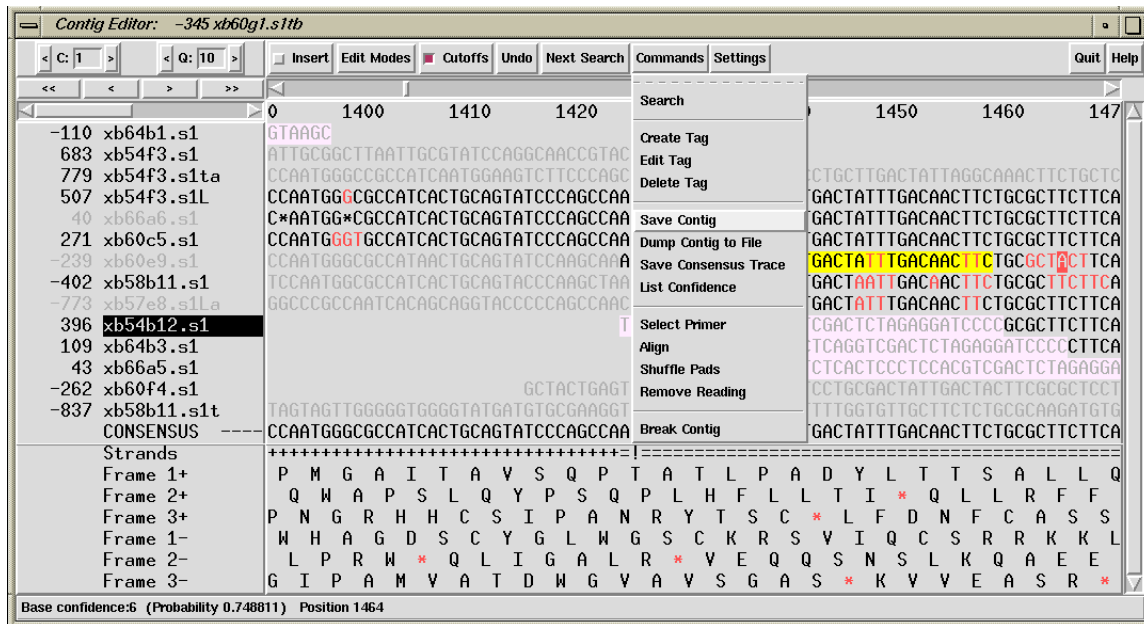 Contig Editor: -345 xb60g1.s1tb
< C: 1 > < Q: 10 > Insert Edit Modes Cutoffs Undo Next Search Commands Settings Quit Help
<< < > >>
0 1400 1410 1420 1450 1460 147
-110 xb64b1.s1 GTAAGC
683 xb54f3.s1 ATTGCGGCTTAATTGCGTATCCAGGCAACCGTAC
779 xb54f3.s1ta CCAATGGGCCGCCATCAATGGAAGTCTTCCCAGC CCTGCTTGACTATTAGGCAAACTTCTGCTC
507 xb54f3.s1L CCAATGGGCGCCATCACTGCAGTATCCCAGCCAA TGACTATTTGACAACTTCTGCGCTTCTTCA
40 xb66a6.s1 C*AATGG*CGCCATCACTGCAGTATCCCAGCCAA TGACTATTTGACAACTTCTGCGCTTCTTCA
271 xb60c5.s1 CCAATGGGTGCCATCACTGCAGTATCCCAGCCAA TGACTATTTGACAACTTCTGCGCTTCTTCA
-239 xb60e9.s1 CCAATGGGCGCCATAACTGCAGTATCCAAGCAAA TGACTATTTGACAACTTCTGCGCTACTTCA
-402 xb58b11.s1 TCCAATGGGCGCCATCACTGCAGTACCCAAGCTAA TGACTAATTGACAACTTCTGCGCTTCTTCA
-773 xb57e8.s1La GGCCCGCCAATCACAGCAGGTACCCCCAGCCAAC TGACTATTTGACAACTTCTGCGCTTCTTCA
396 xb54b12.s1 T TCGACTCTAGAGGATCCCCGCGCTTCTTCA
109 xb64b3.s1 TCAGGTCGACTCTAGAGGATCCCCCTTCA
43 xb66a5.s1 CTCACTCCCTCCACGTCGACTCTAGAGGA
-262 xb60f4.s1 GCTACTGAGT CCTGCGACTATTGACTACTTCGCGCTCCT
-837 xb58b11.s1t TAGTAGTTGGGGGTGGGGTATGATGTGCGAAGGT TTTTGGTGTTGCTTCTCTGCGCAAGATGTG
CONSENSUS ---- CCAATGGGCGCCATCACTGCAGTATCCCAGCCAA TGACTATTTGACAACTTCTGCGCTTCTTCA
Search
Create Tag
Edit Tag
Delete Tag
Save Contig
Dump Contig to File
Save Consensus Trace
List Confidence
Select Primer
Align
Shuffle Pads
Remove Reading
Break Contig
Strands +++++++++++++++++++++++++++++++++=!=============================================
Frame 1+ P M G A I T A V S Q P T A T L P A D Y L T T S A L L Q
Frame 2+ Q W A P S L Q Y P S Q P L H F L L T I * Q L L R F F
Frame 3+ P N G R H H C S I P A N R Y T S C * L F D N F C A S S
Frame 1- W H A G D S C Y G L W G S C K R S V I Q C S R R K K L
Frame 2- L P R W * Q L I G A L R * V E Q Q S N S L K Q A E E
Frame 3- G I P A M V A T D W G V A V S G A S * K V V E A S R *
Base confidence:6 (Probability 0.748811) Position 1464